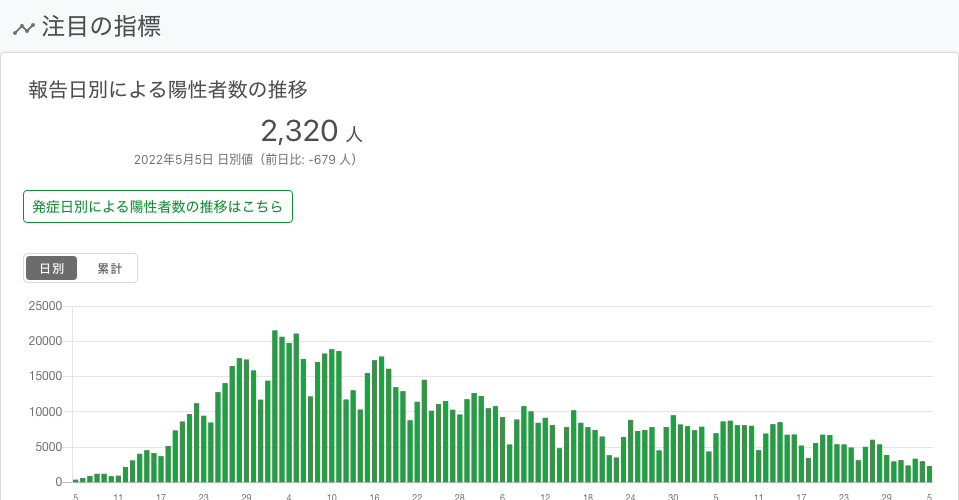 注目の指標
報告日別による陽性者数の推移
2,320 人
2022年5月5日 日別値（前日比: -679 人）
発症日別による陽性者数の推移はこちら
日別 累計
25000
20000
15000
10000
5000
0
5 11 17 23 29 4 10 16 22 28 6 12 18 24 30 5 11 17 23 29 5